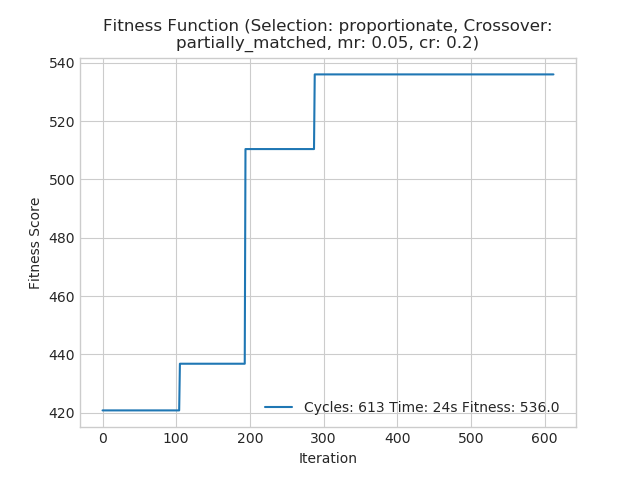 Fitness Function (Selection: proportionate, Crossover:
partially_matched, mr: 0.05, cr: 0.2)
540
520
500
480
460
440
420
Fitness Score
Cycles: 613 Time: 24s Fitness: 536.0
0 100 200 300 400 500 600
Iteration